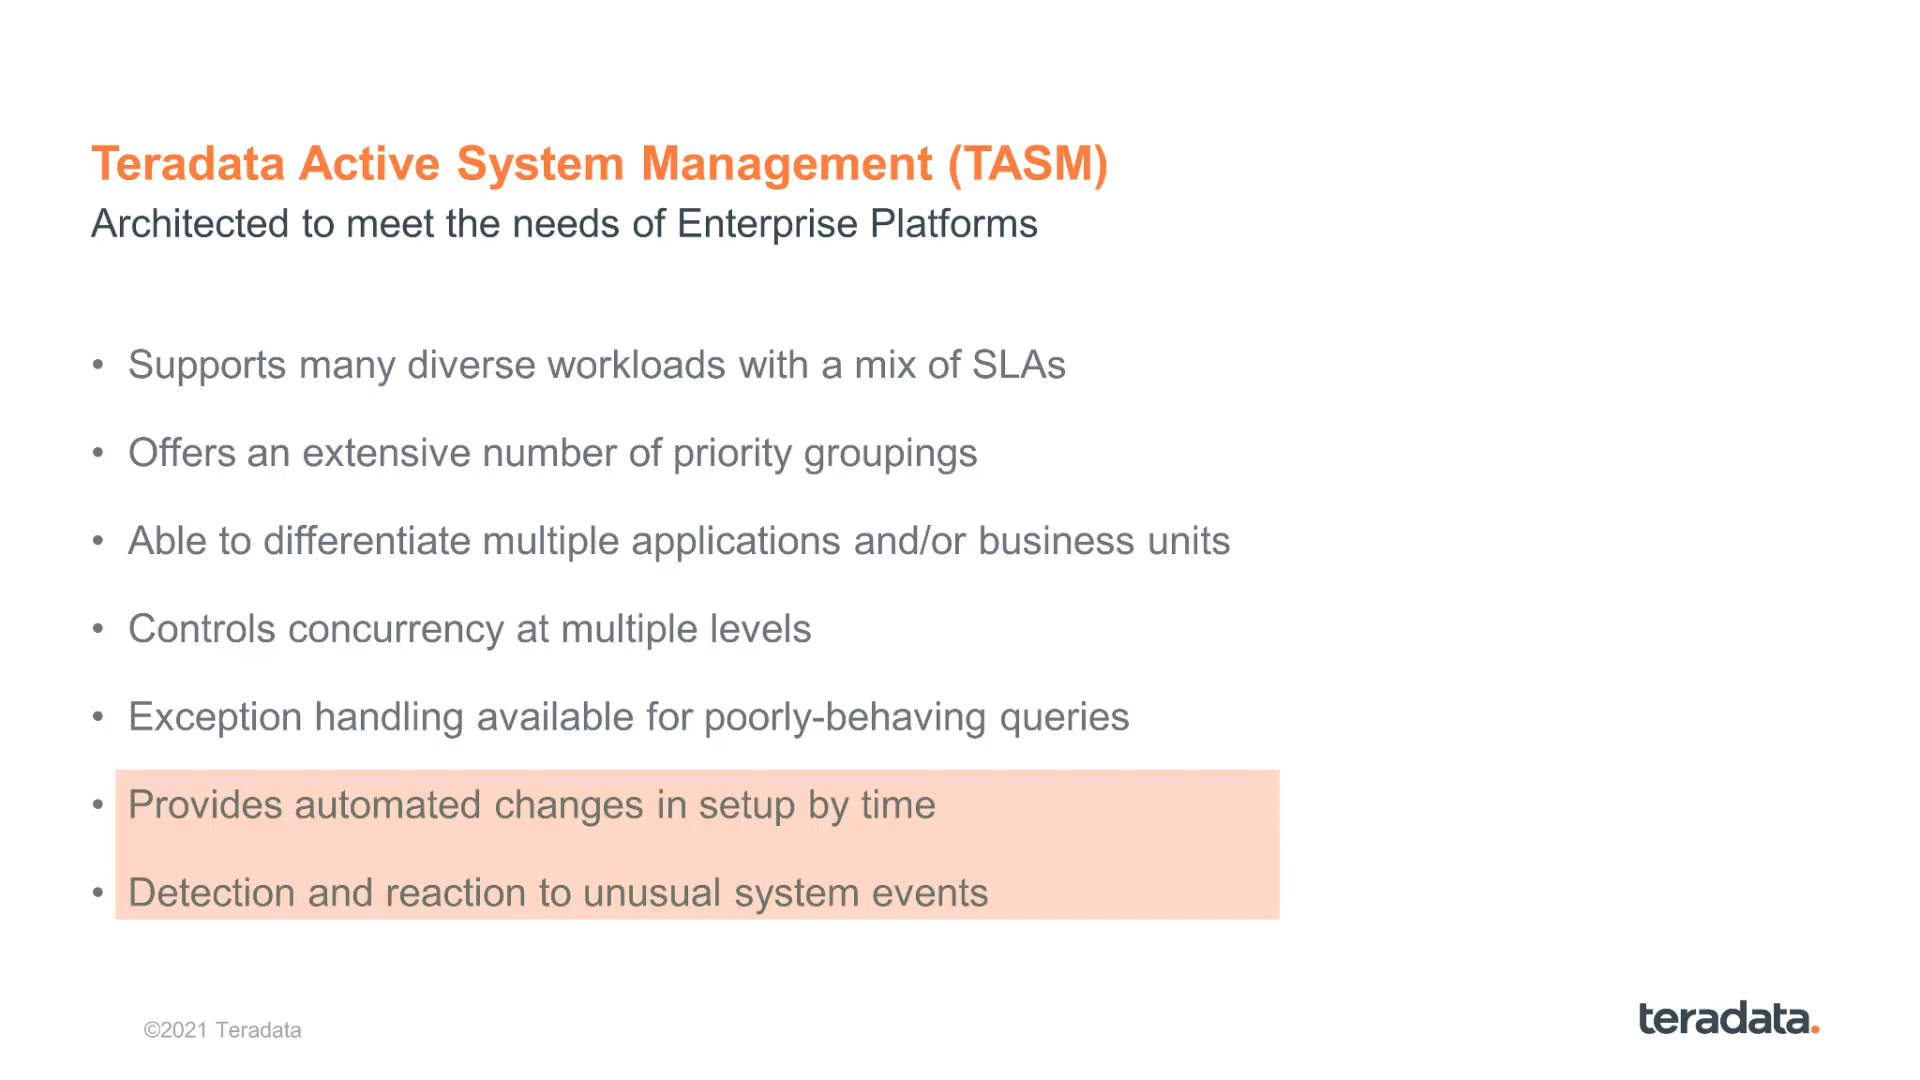 Teradata Active System Management (TASM)
Architected to meet the needs of Enterprise Platforms
• Supports many diverse workloads with a mix of SLAs
• Offers an extensive number of priority groupings
• Able to differentiate multiple applications and/or business units
• Controls concurrency at multiple levels
• Exception handling available for poorly-behaving queries
• Provides automated changes in setup by time
• Detection and reaction to unusual system events
©2021 Teradata
teradata.